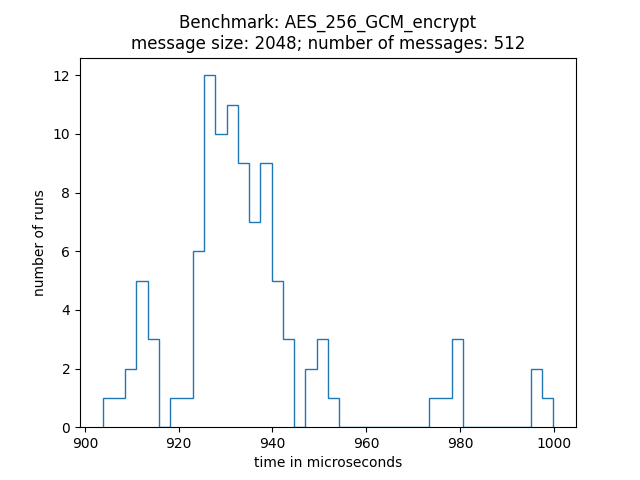 Benchmark: AES_256_GCM_encrypt
message size: 2048; number of messages: 512
12
10
8
6
4
2
0
number of runs
900 920 940 960 980 1000
time in microseconds